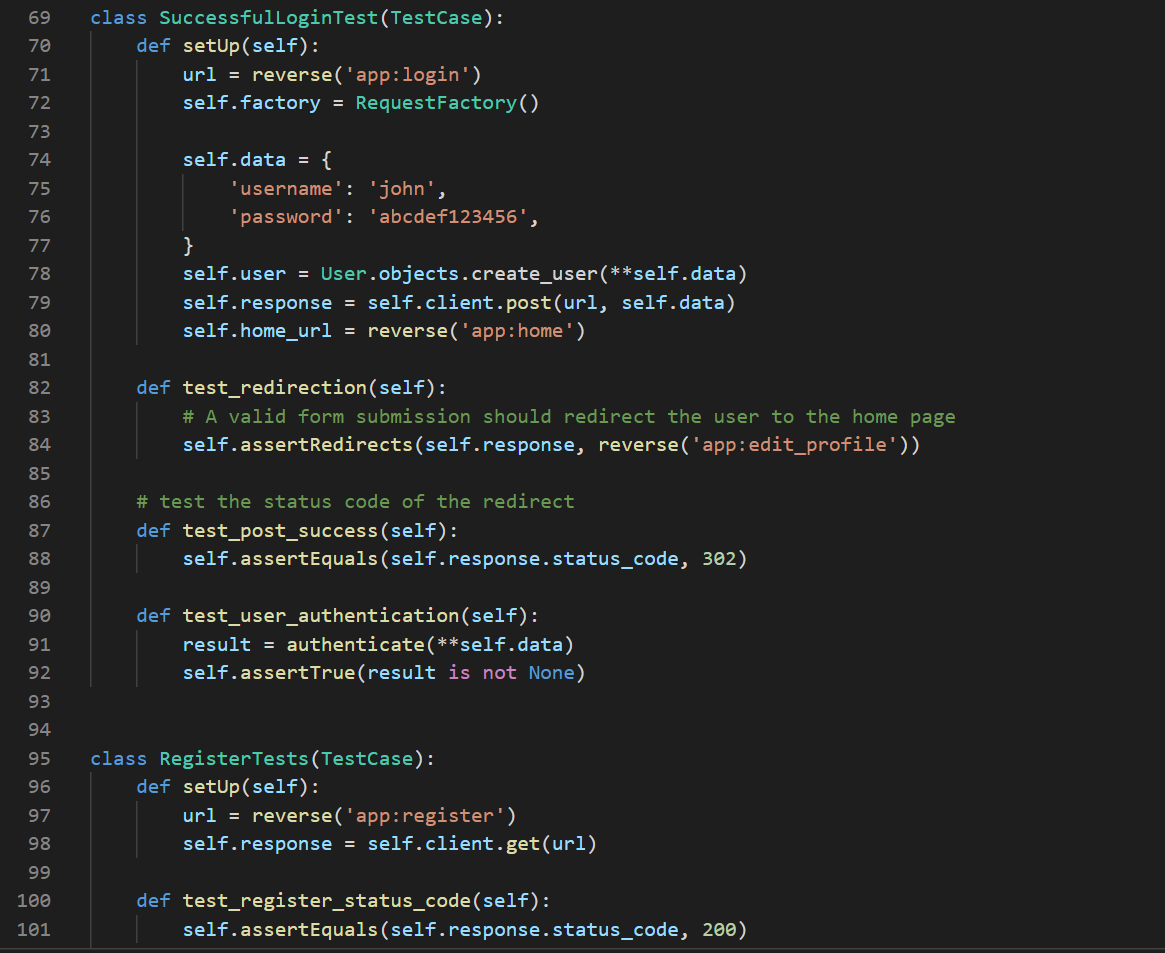 69 class SuccessfulLoginTest(TestCase):
70     def setUp(self):
71         url = reverse('app:login')
72         self.factory = RequestFactory()
73
74         self.data = {
75             'username': 'john',
76             'password': 'abcdef123456',
77         }
78         self.user = User.objects.create_user(**self.data)
79         self.response = self.client.post(url, self.data)
80         self.home_url = reverse('app:home')
81
82     def test_redirection(self):
83         # A valid form submission should redirect the user to the home page
84         self.assertRedirects(self.response, reverse('app:edit_profile'))
85
86     # test the status code of the redirect
87     def test_post_success(self):
88         self.assertEquals(self.response.status_code, 302)
89
90     def test_user_authentication(self):
91         result = authenticate(**self.data)
92         self.assertTrue(result is not None)
93
94
95 class RegisterTests(TestCase):
96     def setUp(self):
97         url = reverse('app:register')
98         self.response = self.client.get(url)
99
100     def test_register_status_code(self):
101         self.assertEquals(self.response.status_code, 200)